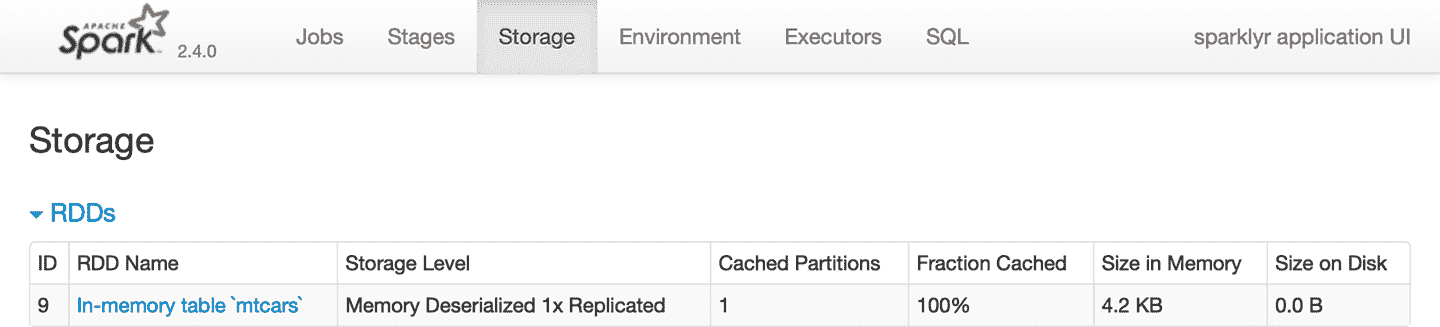 APACHE Spark™ 2.4.0 Jobs Stages Storage Environment Executors SQL sparklyr application UI
Storage
RDDs
ID RDD Name Storage Level Cached Partitions Fraction Cached Size in Memory Size on Disk
9 In-memory table `mtcars` Memory Deserialized 1x Replicated 1 100% 4.2 KB 0.0 B